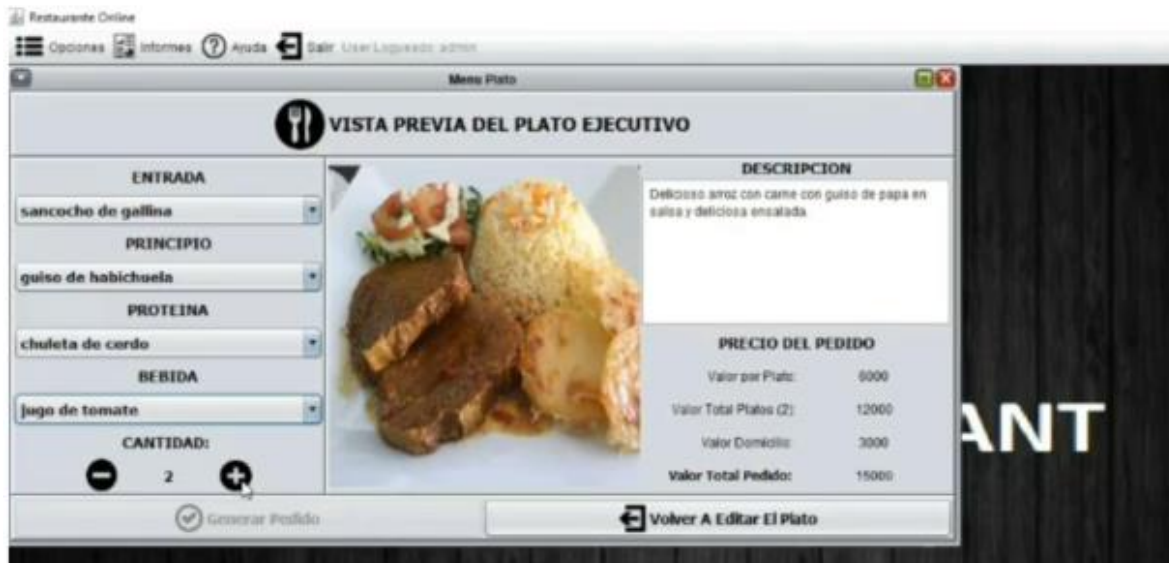 Restaurante Online
Opciones Informes Ayuda Salir User Logueado: admin
Menu Plato
VISTA PREVIA DEL PLATO EJECUTIVO
ENTRADA
sancocho de gallina
PRINCIPIO
guiso de habichuela
PROTEINA
chuleta de cerdo
BEBIDA
jugo de tomate
CANTIDAD:
2
DESCRIPCION
Delicioso arroz con carne con guiso de papa en
salsa y deliciosa ensalada.
PRECIO DEL PEDIDO
Valor por Plato: 6000
Valor Total Platos (2): 12000
Valor Domicilio: 3000
Valor Total Pedido: 15000
Generar Pedido
Volver A Editar El Plato
ANT